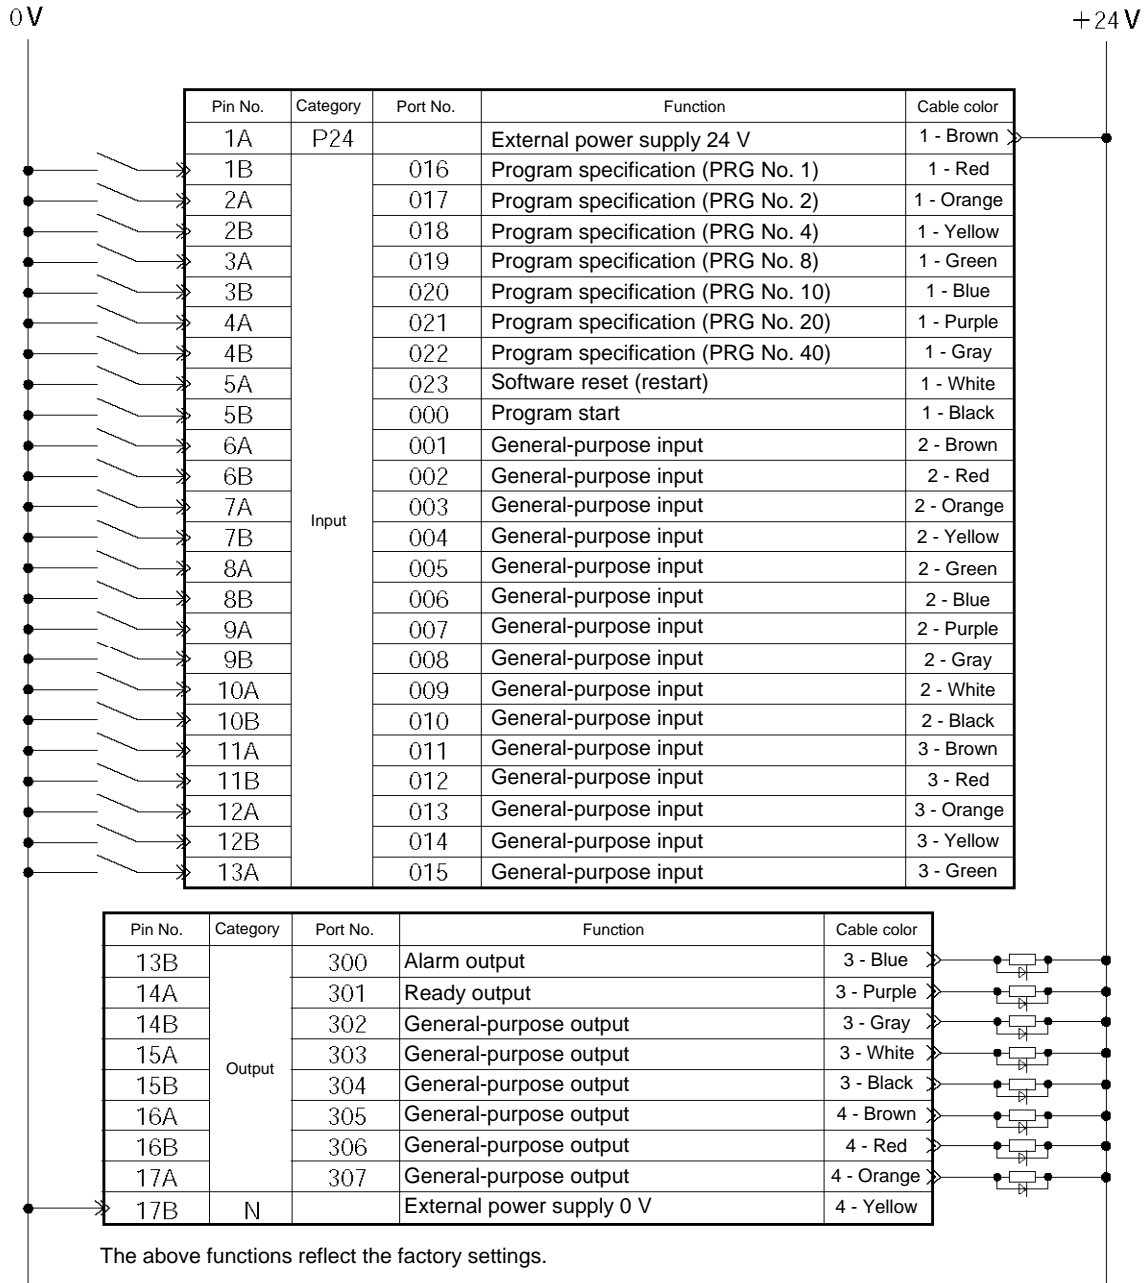 0 V +24 V
Pin No. Category Port No. Function Cable color
1A P24 External power supply 24 V 1 - Brown
1B 016 Program specification (PRG No. 1) 1 - Red
2A 017 Program specification (PRG No. 2) 1 - Orange
2B 018 Program specification (PRG No. 4) 1 - Yellow
3A 019 Program specification (PRG No. 8) 1 - Green
3B 020 Program specification (PRG No. 10) 1 - Blue
4A 021 Program specification (PRG No. 20) 1 - Purple
4B 022 Program specification (PRG No. 40) 1 - Gray
5A 023 Software reset (restart) 1 - White
5B 000 Program start 1 - Black
6A 001 General-purpose input 2 - Brown
6B 002 General-purpose input 2 - Red
7A 003 General-purpose input 2 - Orange
Input
7B 004 General-purpose input 2 - Yellow
8A 005 General-purpose input 2 - Green
8B 006 General-purpose input 2 - Blue
9A 007 General-purpose input 2 - Purple
9B 008 General-purpose input 2 - Gray
10A 009 General-purpose input 2 - White
10B 010 General-purpose input 2 - Black
11A 011 General-purpose input 3 - Brown
11B 012 General-purpose input 3 - Red
12A 013 General-purpose input 3 - Orange
12B 014 General-purpose input 3 - Yellow
13A 015 General-purpose input 3 - Green
Pin No. Category Port No. Function Cable color
13B 300 Alarm output 3 - Blue
14A 301 Ready output 3 - Purple
14B 302 General-purpose output 3 - Gray
15A 303 General-purpose output 3 - White
Output
15B 304 General-purpose output 3 - Black
16A 305 General-purpose output 4 - Brown
16B 306 General-purpose output 4 - Red
17A 307 General-purpose output 4 - Orange
17B N External power supply 0 V 4 - Yellow
The above functions reflect the factory settings.